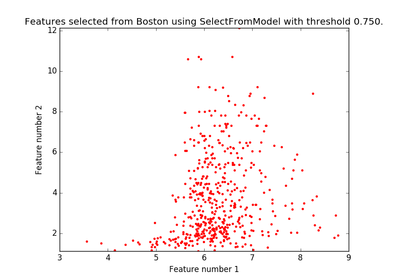 Features selected from Boston using SelectFromModel with threshold 0.750.
12
10
8
6
4
2
Feature number 2
3 4 5 6 7 8 9
Feature number 1